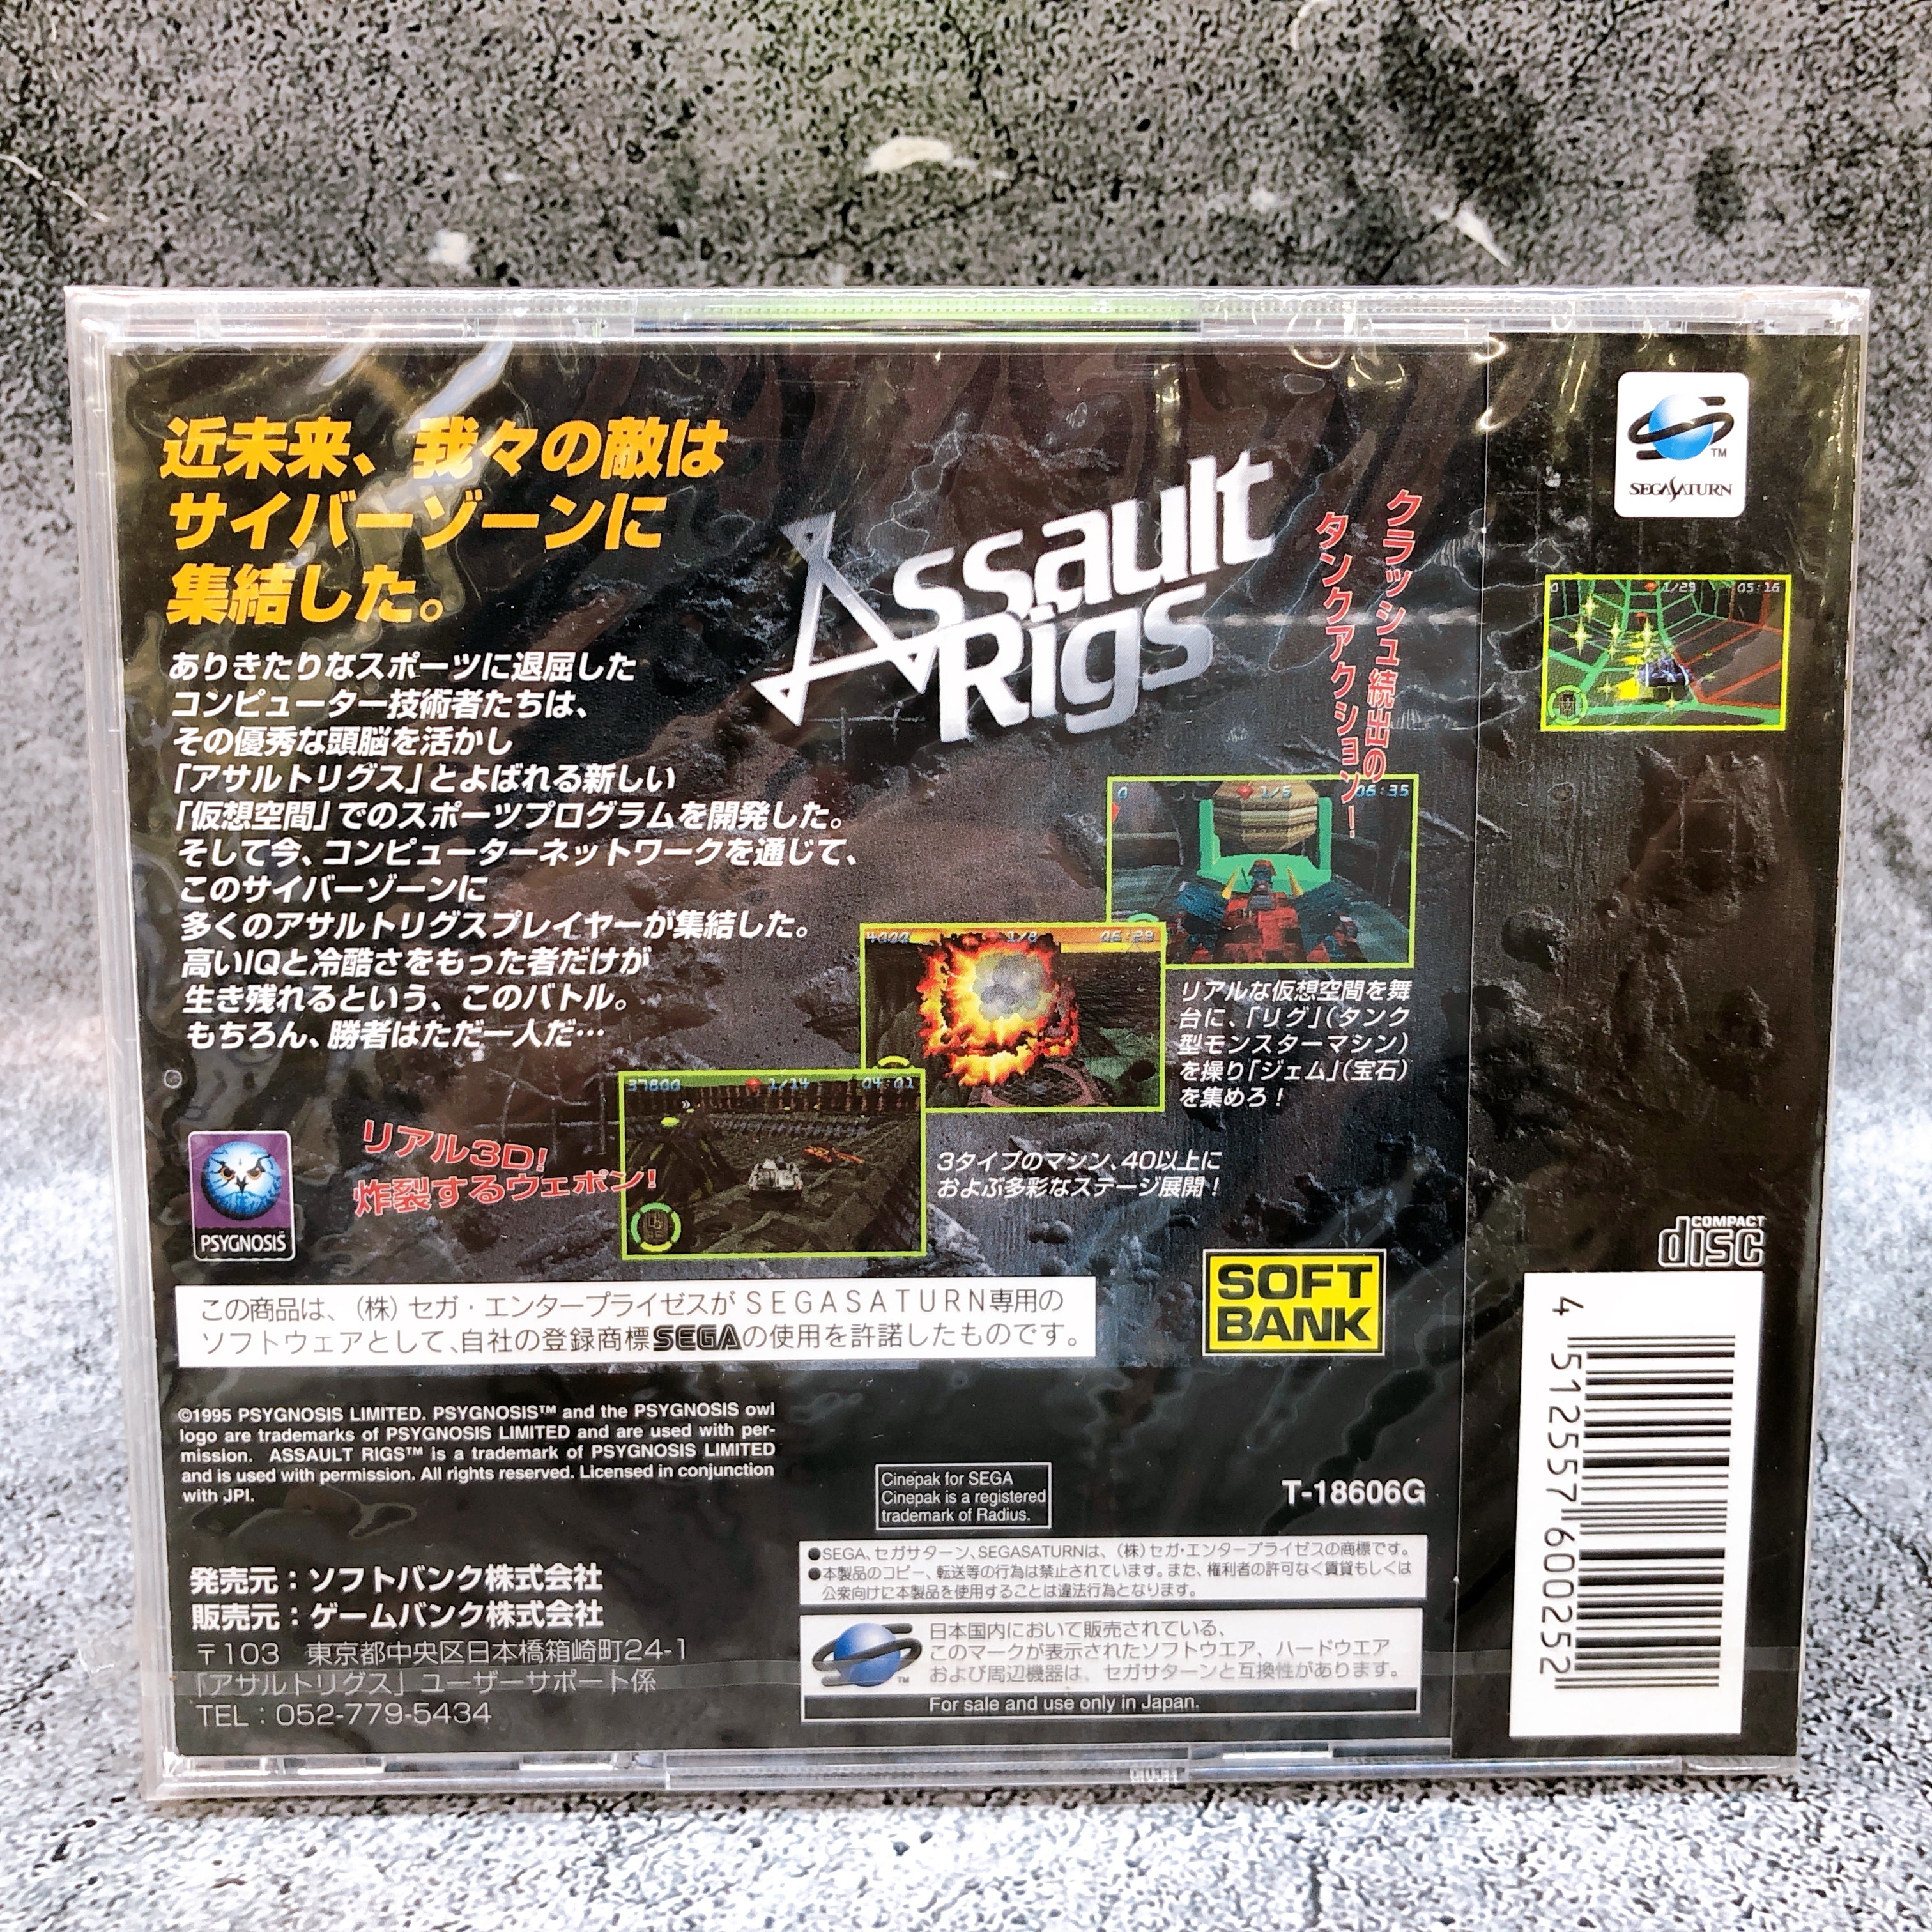 近未来、我々の敵は
サイバーゾーンに
集結した。
ありきたりなスポーツに退屈した
コンピューター技術者たちは、
その優秀な頭脳を活かし
「アサルトリグス」とよばれる新しい
「仮想空間」でのスポーツプログラムを開発した。
そして今、コンピューターネットワークを通じて、
このサイバーゾーンに
多くのアサルトリグスプレイヤーが集結した。
高いIQと冷酷さをもった者だけが
生き残れるという、このバトル。
もちろん、勝者はただ一人だ…
Assault
Rigs
クラッシュ続出の
タンクアクション!
0 1/5 06:35
4000 1/8 06:29
リアルな仮想空間を舞
台に、「リグ」(タンク
型モンスターマシン)
を操り「ジェム」(宝石)
を集めろ!
37800 1/14 04:01
3タイプのマシン、40以上に
およぶ多彩なステージ展開!
リアル3D!
炸裂するウェポン!
PSYGNOSIS
この商品は、(株)セガ・エンタープライゼスがSEGASATURN専用の
ソフトウェアとして、自社の登録商標SEGAの使用を許諾したものです。
SOFT
BANK
©1995 PSYGNOSIS LIMITED. PSYGNOSIS™ and the PSYGNOSIS owl
logo are trademarks of PSYGNOSIS LIMITED and are used with per-
mission. ASSAULT RIGS™ is a trademark of PSYGNOSIS LIMITED
and is used with permission. All rights reserved. Licensed in conjunction
with JPI.
Cinepak for SEGA
Cinepak is a registered
trademark of Radius.
T-18606G
発売元:ソフトバンク株式会社
販売元:ゲームバンク株式会社
〒103 東京都中央区日本橋箱崎町24-1
「アサルトリグス」ユーザーサポート係
TEL:052-779-5434
●SEGA、セガサターン、SEGASATURNは、(株)セガ・エンタープライゼスの商標です。
●本製品のコピー、転送等の行為は禁止されています。また、権利者の許可なく賃貸もしくは
公衆向けに本製品を使用することは違法行為となります。
日本国内において販売されている、
このマークが表示されたソフトウエア、ハードウエア
および周辺機器は、セガサターンと互換性があります。
TM
For sale and use only in Japan.
TM
SEGASATURN
0 1/29 05:16
COMPACT
disc
4 512557 600252